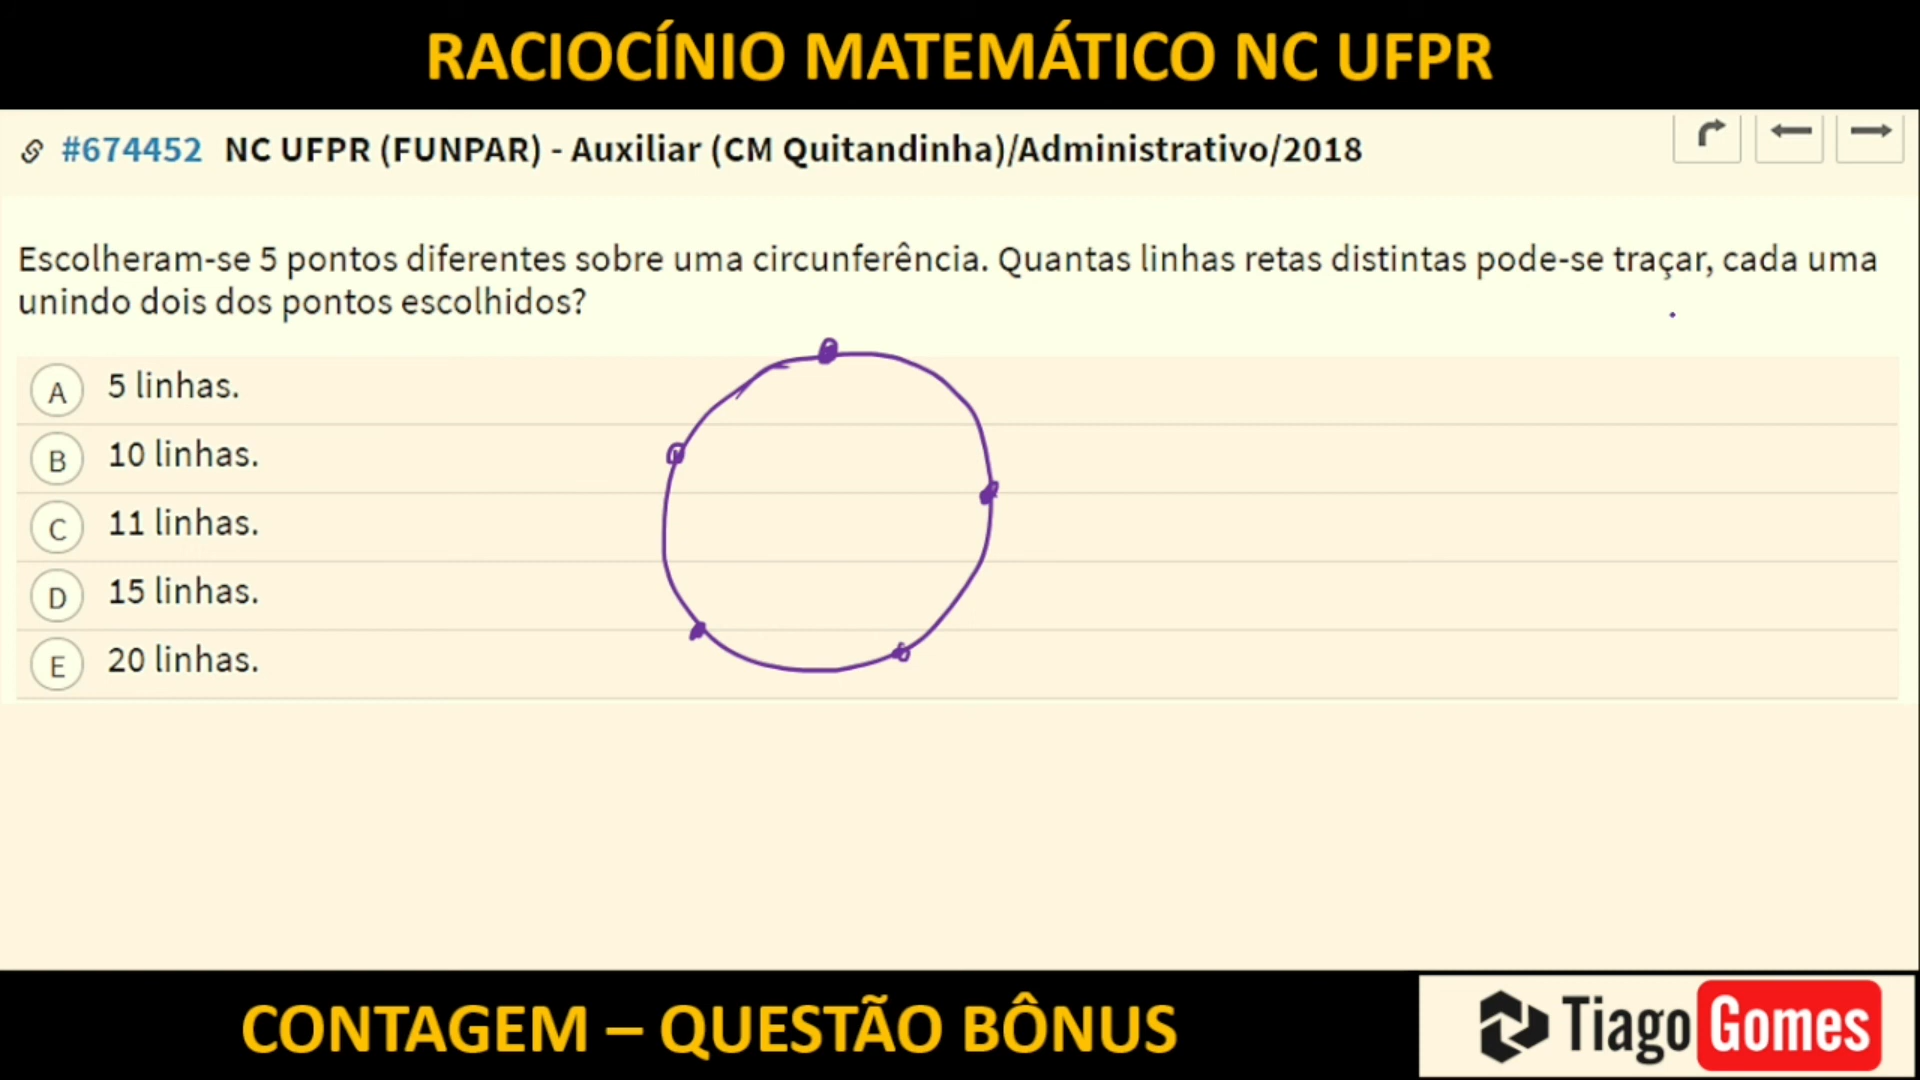 RACIOCÍNIO MATEMÁTICO NC UFPR
#674452 NC UFPR (FUNPAR) - Auxiliar (CM Quitandinha)/Administrativo/2018
Escolheram-se 5 pontos diferentes sobre uma circunferência. Quantas linhas retas distintas pode-se traçar, cada uma
unindo dois dos pontos escolhidos?
A 5 linhas.
B 10 linhas.
C 11 linhas.
D 15 linhas.
E 20 linhas.
CONTAGEM – QUESTÃO BÔNUS
Tiago Gomes